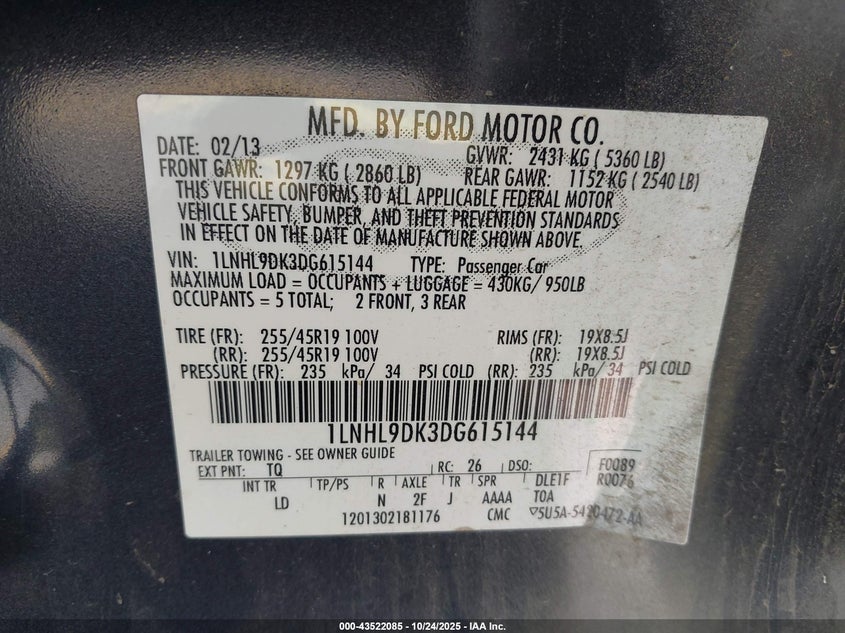 MFD. BY FORD MOTOR CO.
DATE: 02/13 GVWR: 2431 KG ( 5360 LB)
FRONT GAWR: 1297 KG ( 2860 LB) REAR GAWR: 1152 KG ( 2540 LB)
THIS VEHICLE CONFORMS TO ALL APPLICABLE FEDERAL MOTOR
VEHICLE SAFETY, BUMPER, AND THEFT PREVENTION STANDARDS
IN EFFECT ON THE DATE OF MANUFACTURE SHOWN ABOVE.
VIN: 1LNHL9DK3DG615144 TYPE: Passenger Car
MAXIMUM LOAD = OCCUPANTS + LUGGAGE = 430KG/ 950LB
OCCUPANTS = 5 TOTAL; 2 FRONT, 3 REAR
TIRE (FR): 255/45R19 100V RIMS (FR): 19X8.5J
(RR): 255/45R19 100V (RR): 19X8.5J
PRESSURE (FR): 235 kPa/ 34 PSI COLD (RR): 235 kPa/ 34 PSI COLD
1LNHL9DK3DG615144
TRAILER TOWING - SEE OWNER GUIDE
EXT PNT: TQ RC: 26 DSO: F0089
INT TR TP/PS R AXLE TR SPR DLE1F R0076
LD N 2F J AAAA TOA
1201302181176 CMC ▽5U5A-5420472-AA
000-43522085 - 10/24/2025 - IAA Inc.